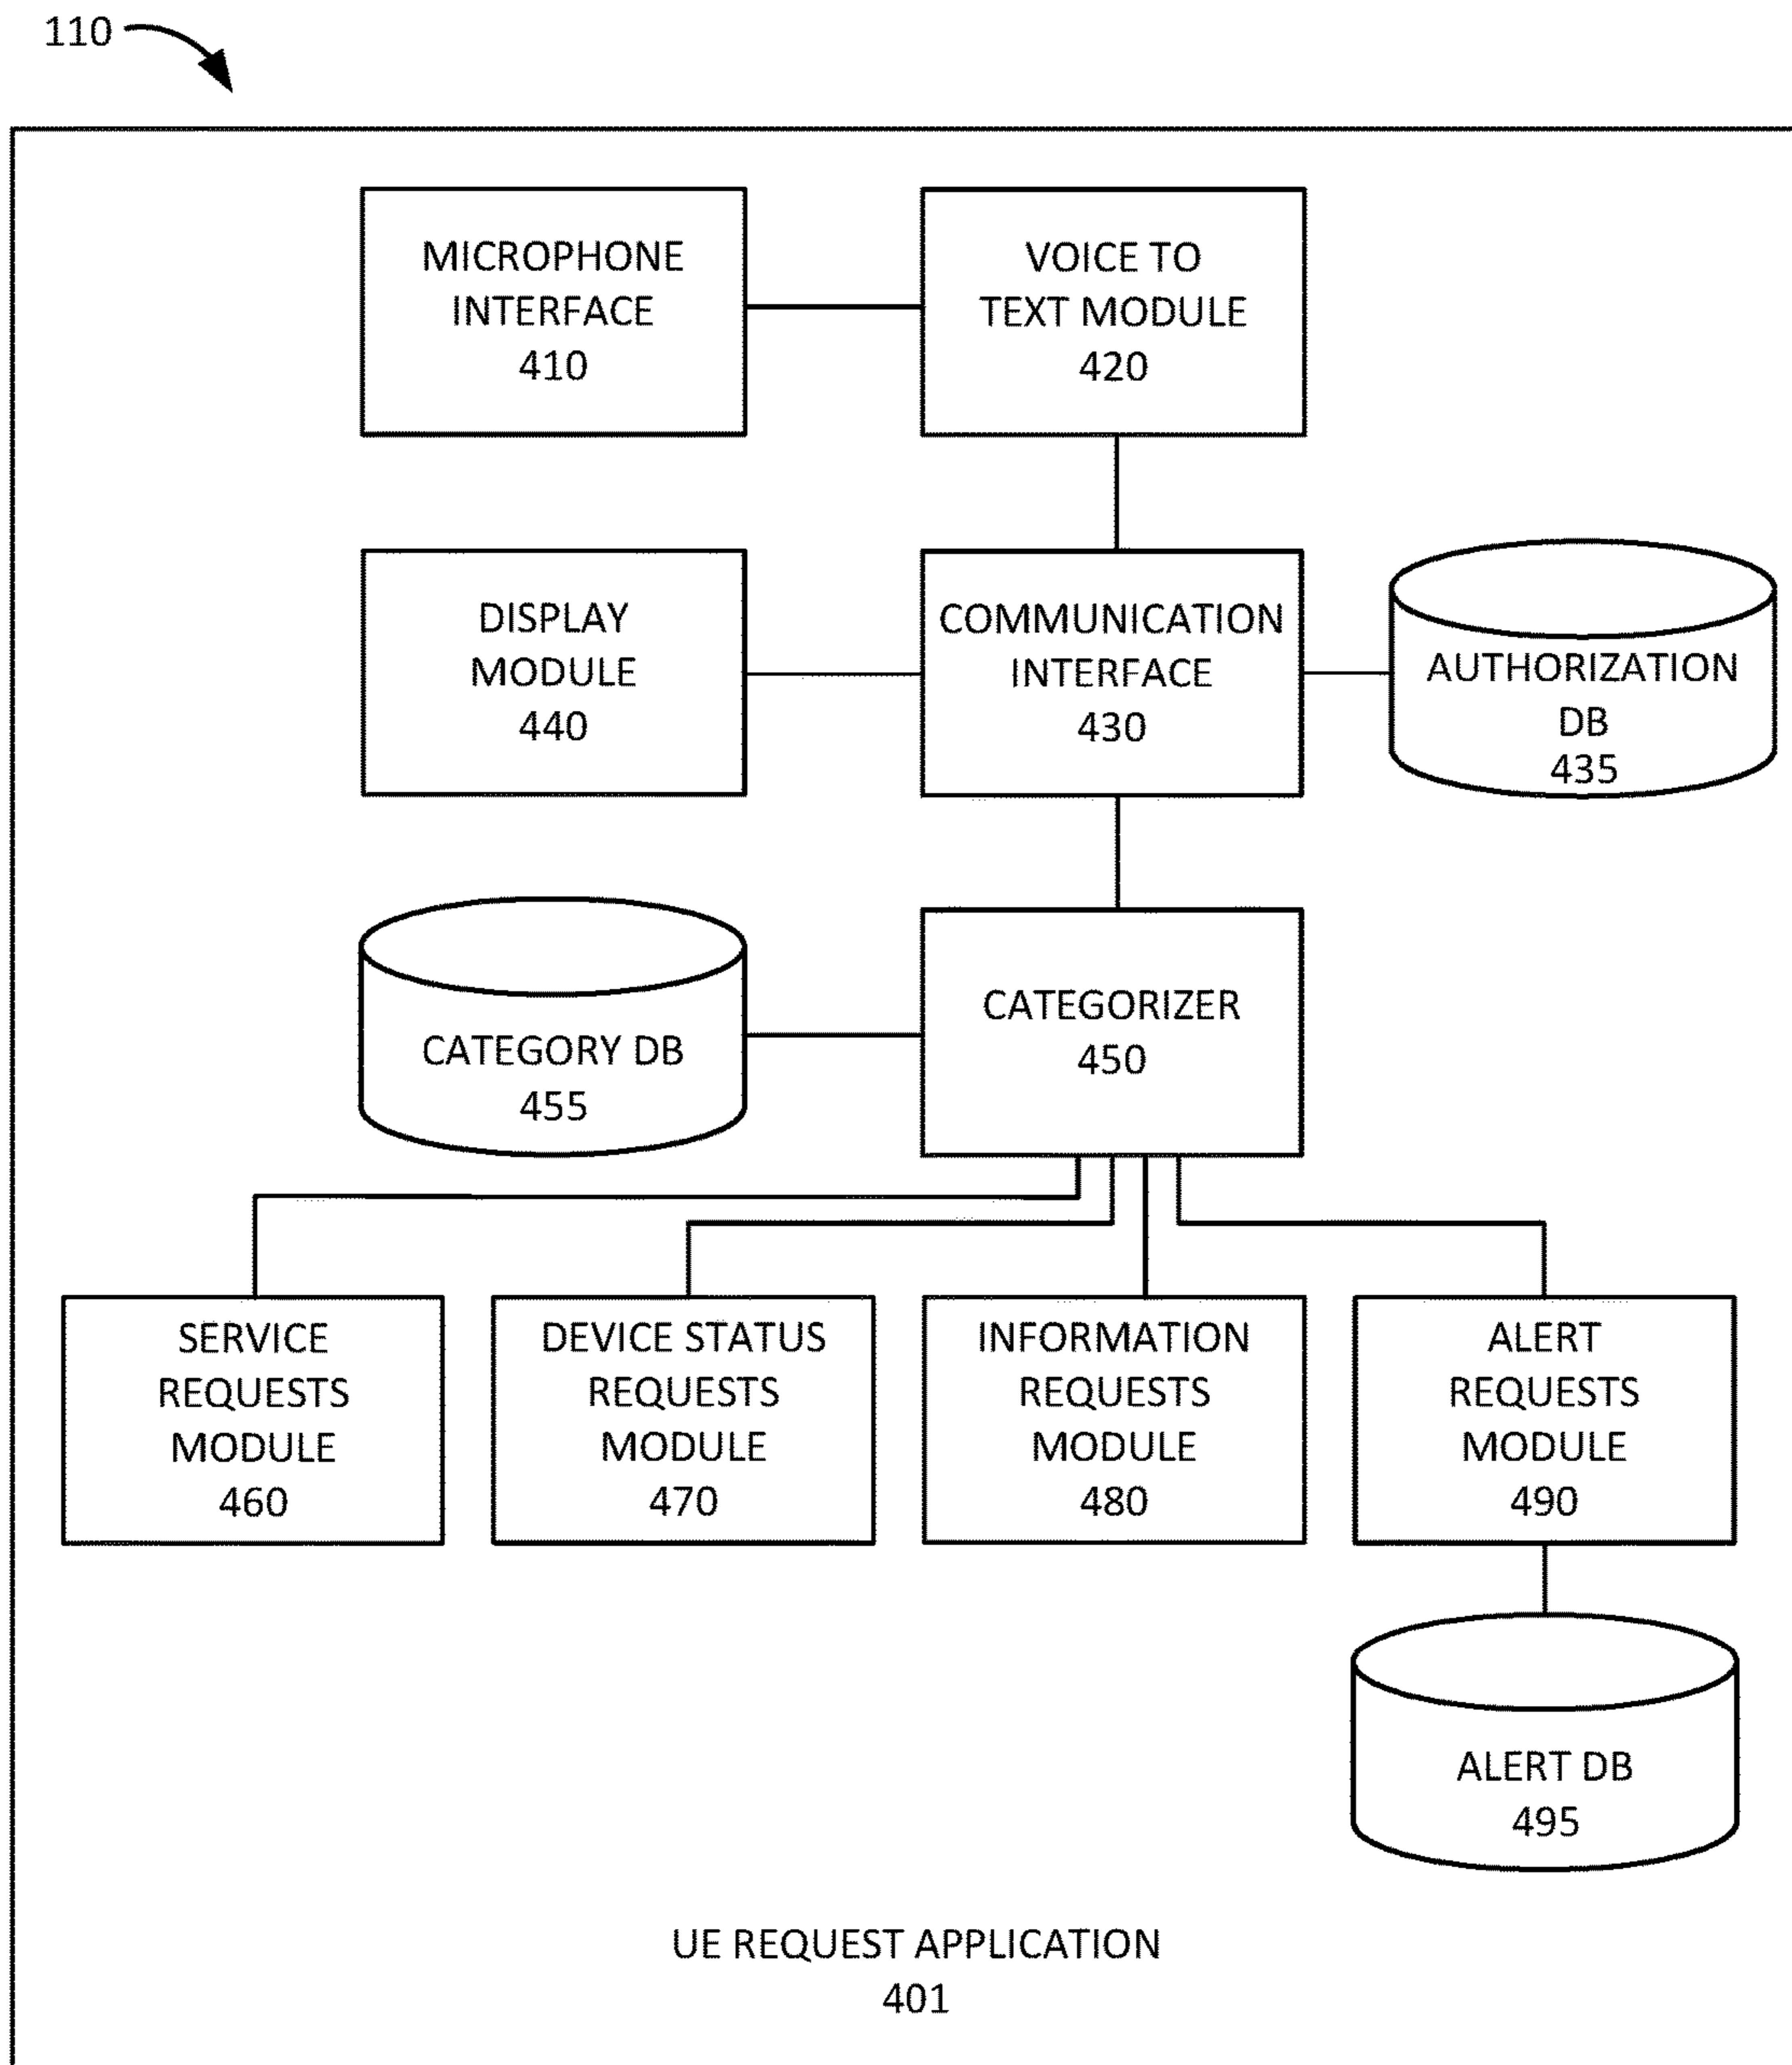 110
MICROPHONE
INTERFACE
410
VOICE TO
TEXT MODULE
420
DISPLAY
MODULE
440
COMMUNICATION
INTERFACE
430
AUTHORIZATION
DB
435
CATEGORY DB
455
CATEGORIZER
450
SERVICE
REQUESTS
MODULE
460
DEVICE STATUS
REQUESTS
MODULE
470
INFORMATION
REQUESTS
MODULE
480
ALERT
REQUESTS
MODULE
490
ALERT DB
495
UE REQUEST APPLICATION
401